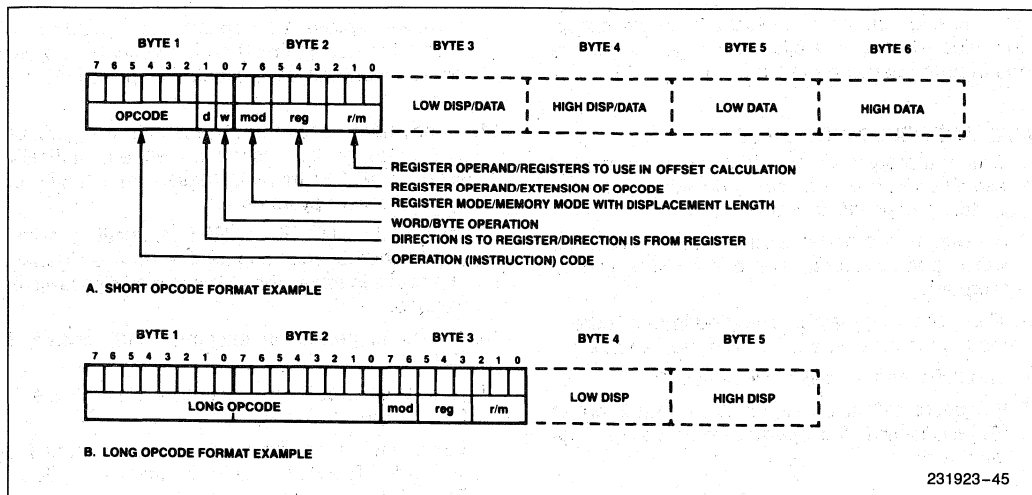 BYTE 1 BYTE 2 BYTE 3 BYTE 4 BYTE 5 BYTE 6
7 6 5 4 3 2 1 0 7 6 5 4 3 2 1 0
OPCODE d w mod reg r/m LOW DISP/DATA HIGH DISP/DATA LOW DATA HIGH DATA
REGISTER OPERAND/REGISTERS TO USE IN OFFSET CALCULATION
REGISTER OPERAND/EXTENSION OF OPCODE
REGISTER MODE/MEMORY MODE WITH DISPLACEMENT LENGTH
WORD/BYTE OPERATION
DIRECTION IS TO REGISTER/DIRECTION IS FROM REGISTER
OPERATION (INSTRUCTION) CODE
A. SHORT OPCODE FORMAT EXAMPLE
BYTE 1 BYTE 2 BYTE 3 BYTE 4 BYTE 5
7 6 5 4 3 2 1 0 7 6 5 4 3 2 1 0 7 6 5 4 3 2 1 0
LONG OPCODE mod reg r/m LOW DISP HIGH DISP
B. LONG OPCODE FORMAT EXAMPLE
231923-45